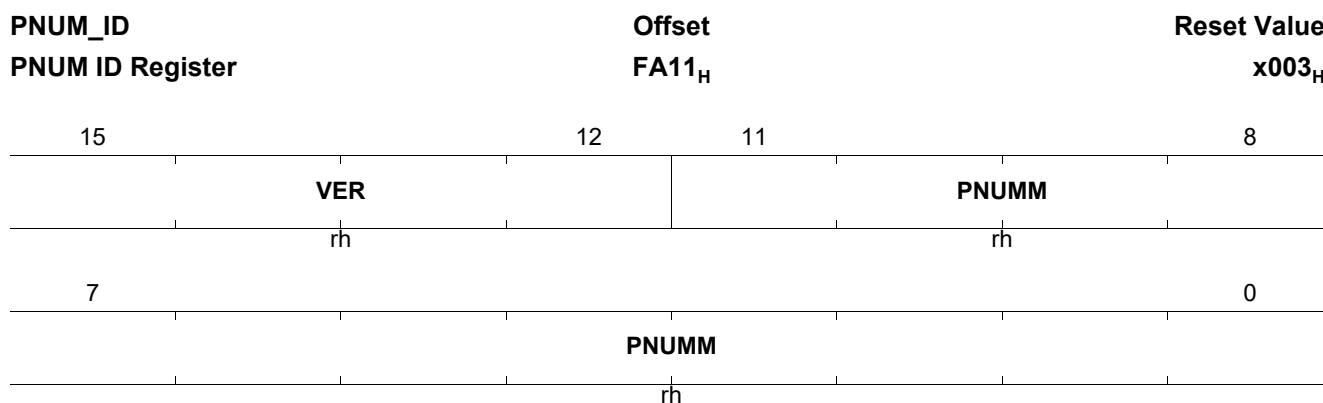 PNUM_ID Offset Reset Value
PNUM ID Register FA11H x003H
15 12 11 8
VER PNUMM
rh rh
7 0
PNUMM
rh